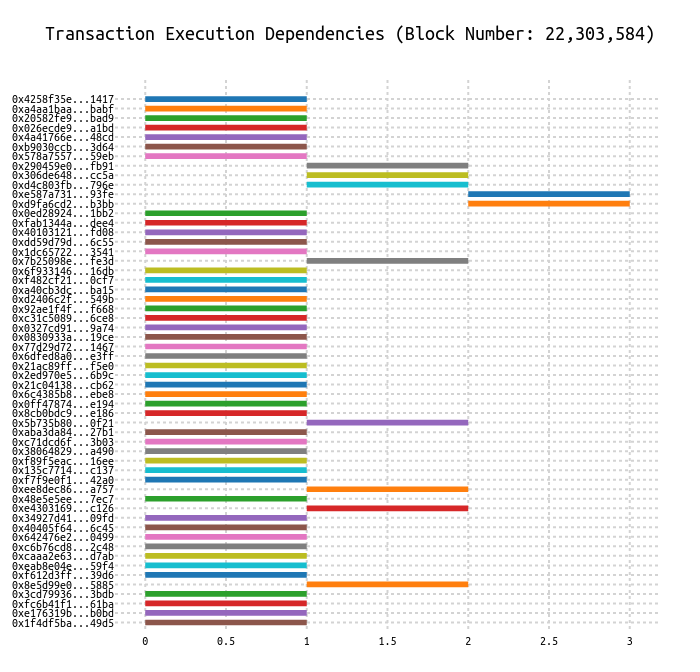 Transaction Execution Dependencies (Block Number: 22,303,584)
0x4258f35e...1417
0xa4aa1baa...babf
0x20582fe9...bad9
0x026ecde9...a1bd
0x4a41766e...48cd
0xb9030ccb...3d64
0x578a7557...59eb
0x290459e0...fb91
0x306de648...cc5a
0xd4c803fb...796e
0xe587a731...93fe
0xd9fa6cd2...b3bb
0x0ed28924...1bb2
0xfab1344a...dee4
0x40103121...fd08
0xdd59d79d...6c55
0x1dc65722...3541
0x7b25098e...fe3d
0x6f933146...16db
0xf482cf21...0cf7
0xa40cb3dc...ba15
0xd2406c2f...549b
0x92ae1f4f...f668
0xc31c5089...6ce8
0x0327cd91...9a74
0x0830933a...19ce
0x77d29d72...1467
0x6dfed8a0...e3ff
0x21ac89ff...f5e0
0x2ed970e5...6b9c
0x21c04138...cb62
0x6c4385b8...ebe8
0x0ff47874...e194
0x8cb0bdc9...e186
0x5b735b80...0f21
0xaba3da84...27b1
0xc71dcd6f...3b03
0x38064829...a490
0xf89f5eac...16ee
0x135c7714...c137
0xf7f9e0f1...42a0
0xee8dec86...a757
0x48e5e5ee...7ec7
0xe4303169...c126
0x34927d41...09fd
0x40405f64...6c45
0x642476e2...0499
0xc6b76cd8...2c48
0xcaaa2e63...d7ab
0xeab8e04e...59f4
0xf612d3ff...39d6
0x8e5d99e0...5885
0x3cd79936...3bdb
0xfc6b41f1...61ba
0xe176319b...b0bd
0x1f4df5ba...49d5
0 0.5 1 1.5 2 2.5 3